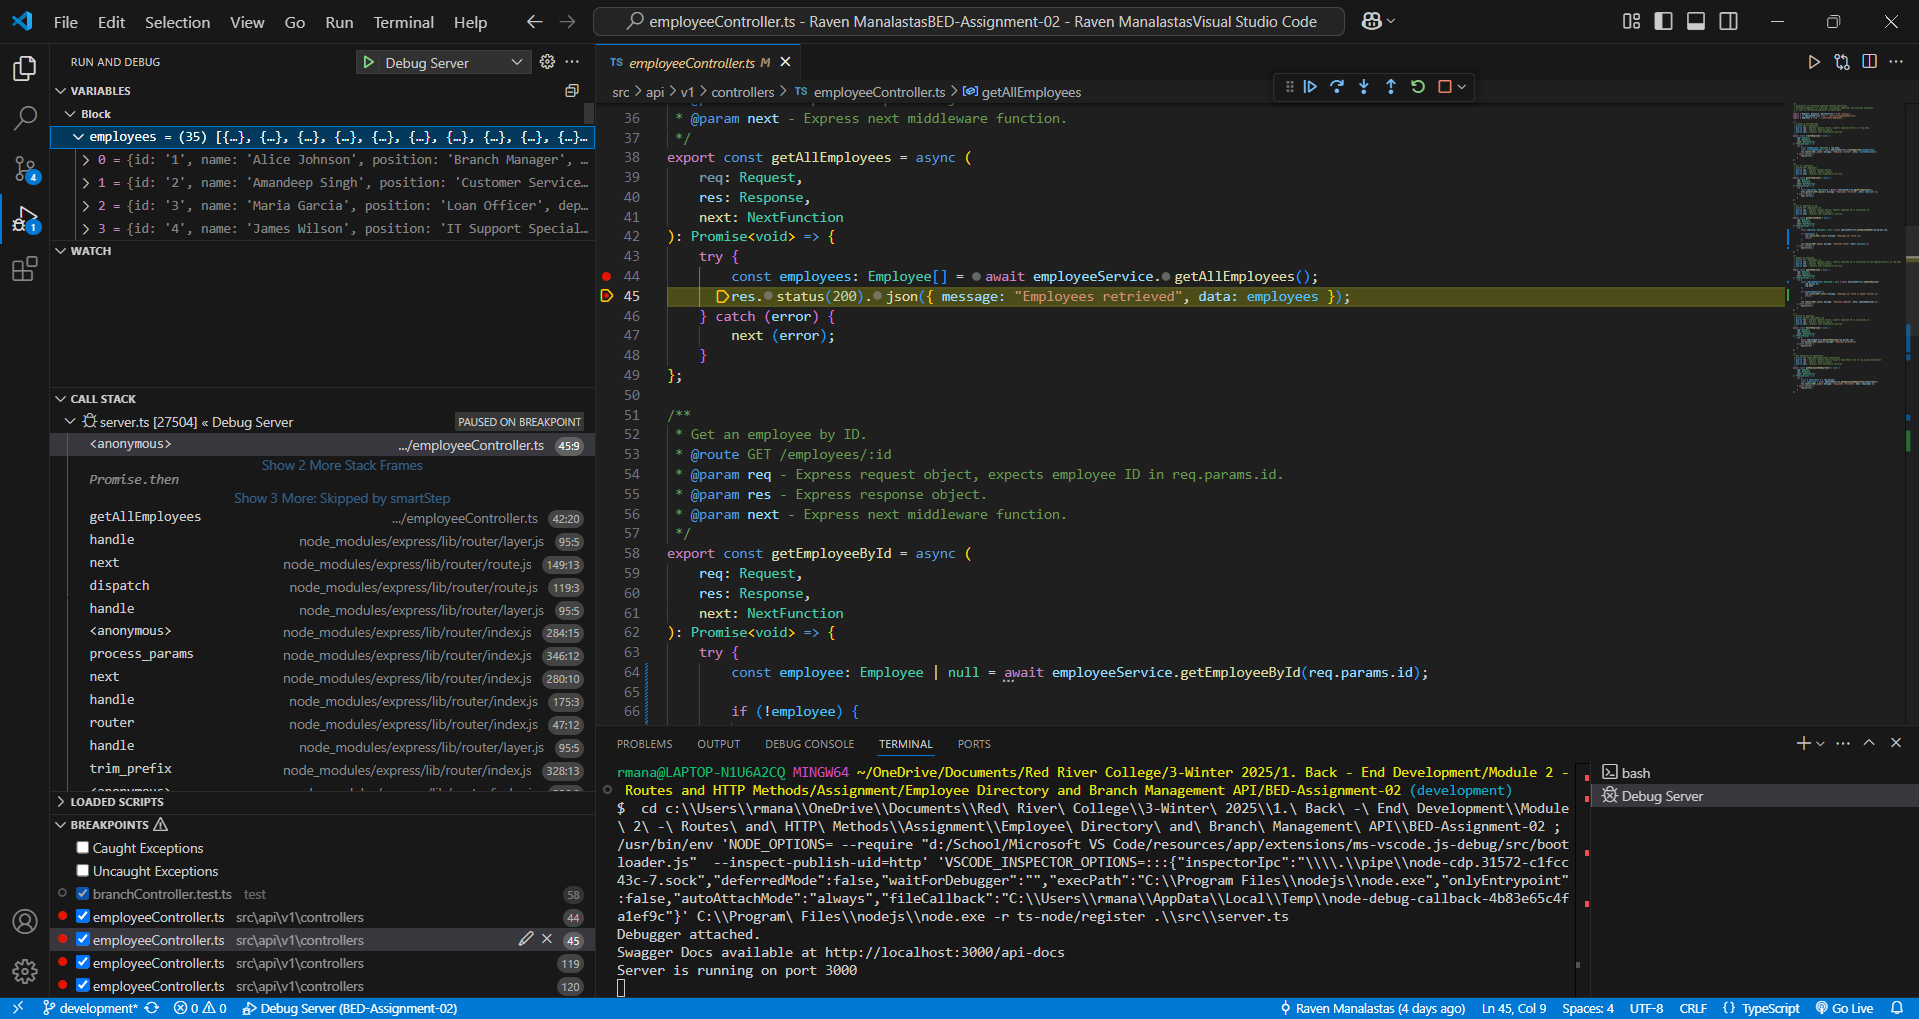 File Edit Selection View Go Run Terminal Help
employeeController.ts - Raven ManalastasBED-Assignment-02 - Raven ManalastasVisual Studio Code
RUN AND DEBUG
Debug Server
VARIABLES
Block
employees = (35) [{…}, {…}, {…}, {…}, {…}, {…}, {…}, {…}, {…}, {…}…
0 = {id: '1', name: 'Alice Johnson', position: 'Branch Manager', …
1 = {id: '2', name: 'Amandeep Singh', position: 'Customer Service…
2 = {id: '3', name: 'Maria Garcia', position: 'Loan Officer', dep…
3 = {id: '4', name: 'James Wilson', position: 'IT Support Special…
WATCH
CALL STACK
server.ts [27504] « Debug Server PAUSED ON BREAKPOINT
<anonymous> .../employeeController.ts 45:9
Show 2 More Stack Frames
Promise.then
Show 3 More: Skipped by smartStep
getAllEmployees .../employeeController.ts 42:20
handle node_modules/express/lib/router/layer.js 95:5
next node_modules/express/lib/router/route.js 149:13
dispatch node_modules/express/lib/router/route.js 119:3
handle node_modules/express/lib/router/layer.js 95:5
<anonymous> node_modules/express/lib/router/index.js 284:15
process_params node_modules/express/lib/router/index.js 346:12
next node_modules/express/lib/router/index.js 280:10
handle node_modules/express/lib/router/index.js 175:3
router node_modules/express/lib/router/index.js 47:12
handle node_modules/express/lib/router/layer.js 95:5
trim_prefix node_modules/express/lib/router/index.js 328:13
LOADED SCRIPTS
BREAKPOINTS
Caught Exceptions
Uncaught Exceptions
branchController.test.ts test 58
employeeController.ts src\api\v1\controllers 44
employeeController.ts src\api\v1\controllers 45
employeeController.ts src\api\v1\controllers 119
employeeController.ts src\api\v1\controllers 120
4
1
TS employeeController.ts M
src > api > v1 > controllers > TS employeeController.ts > getAllEmployees
36 * @param next - Express next middleware function.
37 */
38 export const getAllEmployees = async (
39 req: Request,
40 res: Response,
41 next: NextFunction
42 ): Promise<void> => {
43 try {
44 const employees: Employee[] = await employeeService.getAllEmployees();
45 res.status(200).json({ message: "Employees retrieved", data: employees });
46 } catch (error) {
47 next (error);
48 }
49 };
50
51 /**
52 * Get an employee by ID.
53 * @route GET /employees/:id
54 * @param req - Express request object, expects employee ID in req.params.id.
55 * @param res - Express response object.
56 * @param next - Express next middleware function.
57 */
58 export const getEmployeeById = async (
59 req: Request,
60 res: Response,
61 next: NextFunction
62 ): Promise<void> => {
63 try {
64 const employee: Employee | null = await employeeService.getEmployeeById(req.params.id);
65
66 if (!employee) {
PROBLEMS OUTPUT DEBUG CONSOLE TERMINAL PORTS
rmana@LAPTOP-N1U6A2CQ MINGW64 ~/OneDrive/Documents/Red River College/3-Winter 2025/1. Back - End Development/Module 2 -
Routes and HTTP Methods/Assignment/Employee Directory and Branch Management API/BED-Assignment-02 (development)
$ cd c:\\Users\\rmana\\OneDrive\\Documents\\Red\ River\ College\\3-Winter\ 2025\\1.\ Back\ -\ End\ Development\\Module
\ 2\ -\ Routes\ and\ HTTP\ Methods\\Assignment\\Employee\ Directory\ and\ Branch\ Management\ API\\BED-Assignment-02 ;
/usr/bin/env 'NODE_OPTIONS= --require "d:/School/Microsoft VS Code/resources/app/extensions/ms-vscode.js-debug/src/boot
loader.js" --inspect-publish-uid=http' 'VSCODE_INSPECTOR_OPTIONS=:::{"inspectorIpc":"\\\\.\\pipe\\node-cdp.31572-c1fcc
43c-7.sock","deferredMode":false,"waitForDebugger":"","execPath":"C:\\Program Files\\nodejs\\node.exe","onlyEntrypoint"
:false,"autoAttachMode":"always","fileCallback":"C:\\Users\\rmana\\AppData\\Local\\Temp\\node-debug-callback-4b83e65c4f
a1ef9c"}' C:\\Program\ Files\\nodejs\\node.exe -r ts-node/register .\\src\\server.ts
Debugger attached.
Swagger Docs available at http://localhost:3000/api-docs
Server is running on port 3000
bash
Debug Server
development* 0 0 Debug Server (BED-Assignment-02) Raven Manalastas (4 days ago) Ln 45, Col 9 Spaces: 4 UTF-8 CRLF {} TypeScript Go Live